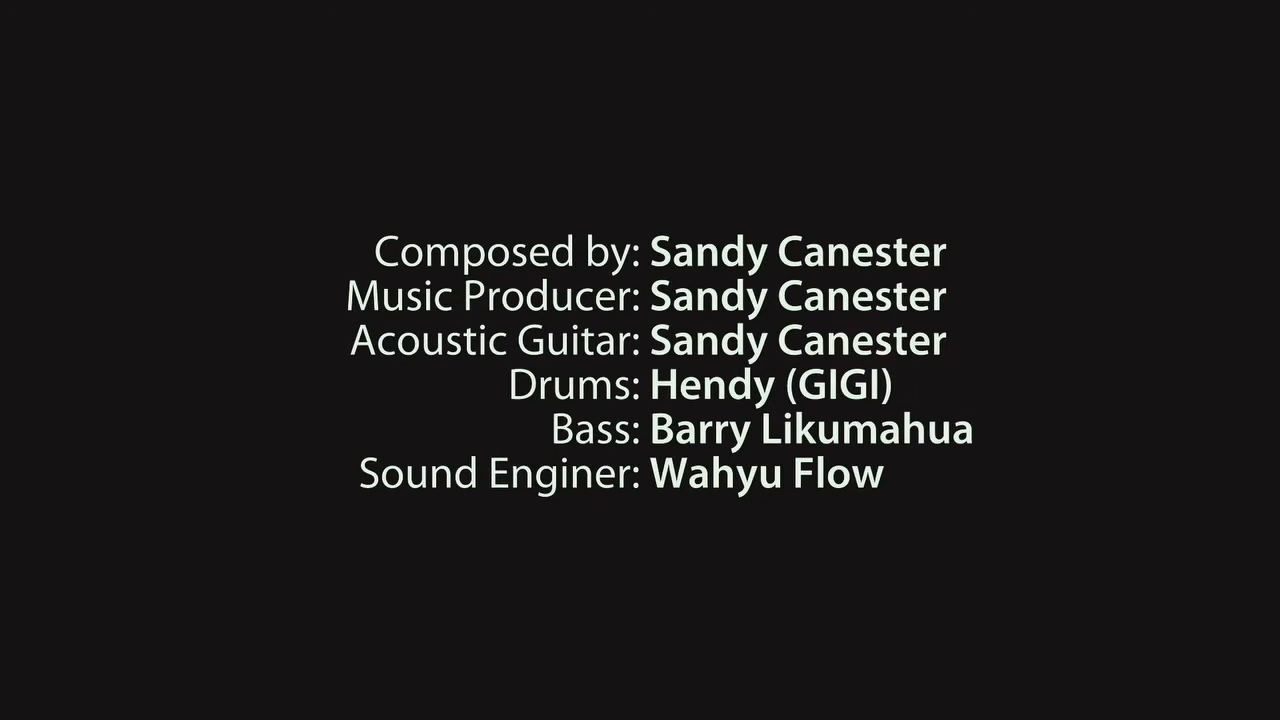 Composed by: Sandy Canester
Music Producer: Sandy Canester
Acoustic Guitar: Sandy Canester
Drums: Hendy (GIGI)
Bass: Barry Likumahua
Sound Enginer: Wahyu Flow